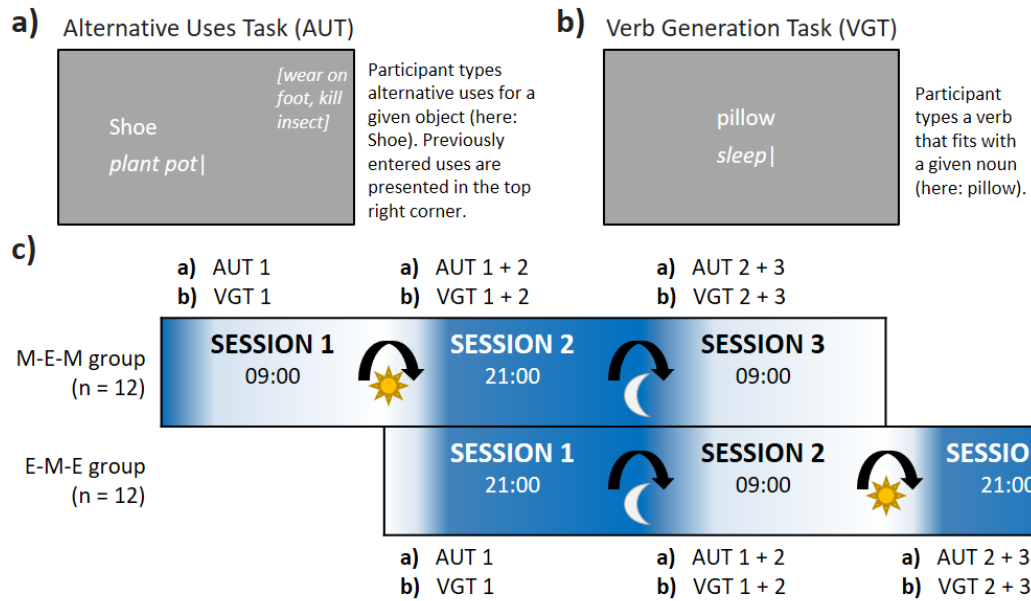 a) Alternative Uses Task (AUT)
[wear on
foot, kill
insect]
Shoe
plant pot|
Participant types
alternative uses for a
given object (here:
Shoe). Previously
entered uses are
presented in the top
right corner.
b) Verb Generation Task (VGT)
pillow
sleep|
Participant
types a verb
that fits with
a given noun
(here: pillow).
c)
a) AUT 1
b) VGT 1
a) AUT 1 + 2
b) VGT 1 + 2
a) AUT 2 + 3
b) VGT 2 + 3
M-E-M group
(n = 12)
SESSION 1
09:00
SESSION 2
21:00
SESSION 3
09:00
E-M-E group
(n = 12)
SESSION 1
21:00
SESSION 2
09:00
SESSIO
21:00
a) AUT 1
b) VGT 1
a) AUT 1 + 2
b) VGT 1 + 2
a) AUT 2 + 3
b) VGT 2 + 3